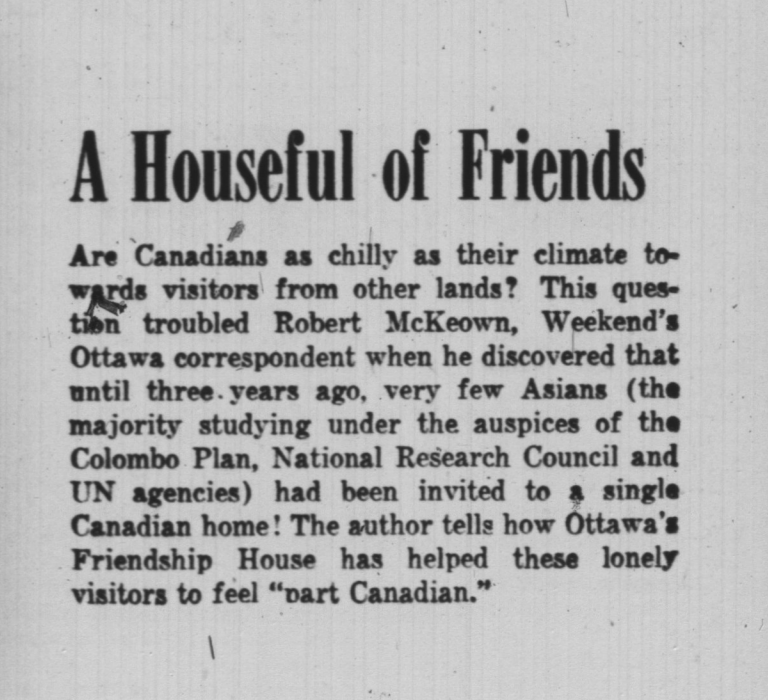 A Houseful of Friends
Are Canadians as chilly as their climate to-
wards visitors from other lands? This ques-
tion troubled Robert McKeown, Weekend's
Ottawa correspondent when he discovered that
until three years ago, very few Asians (the
majority studying under the auspices of the
Colombo Plan, National Research Council and
UN agencies) had been invited to a single
Canadian home! The author tells how Ottawa's
Friendship House has helped these lonely
visitors to feel "part Canadian."